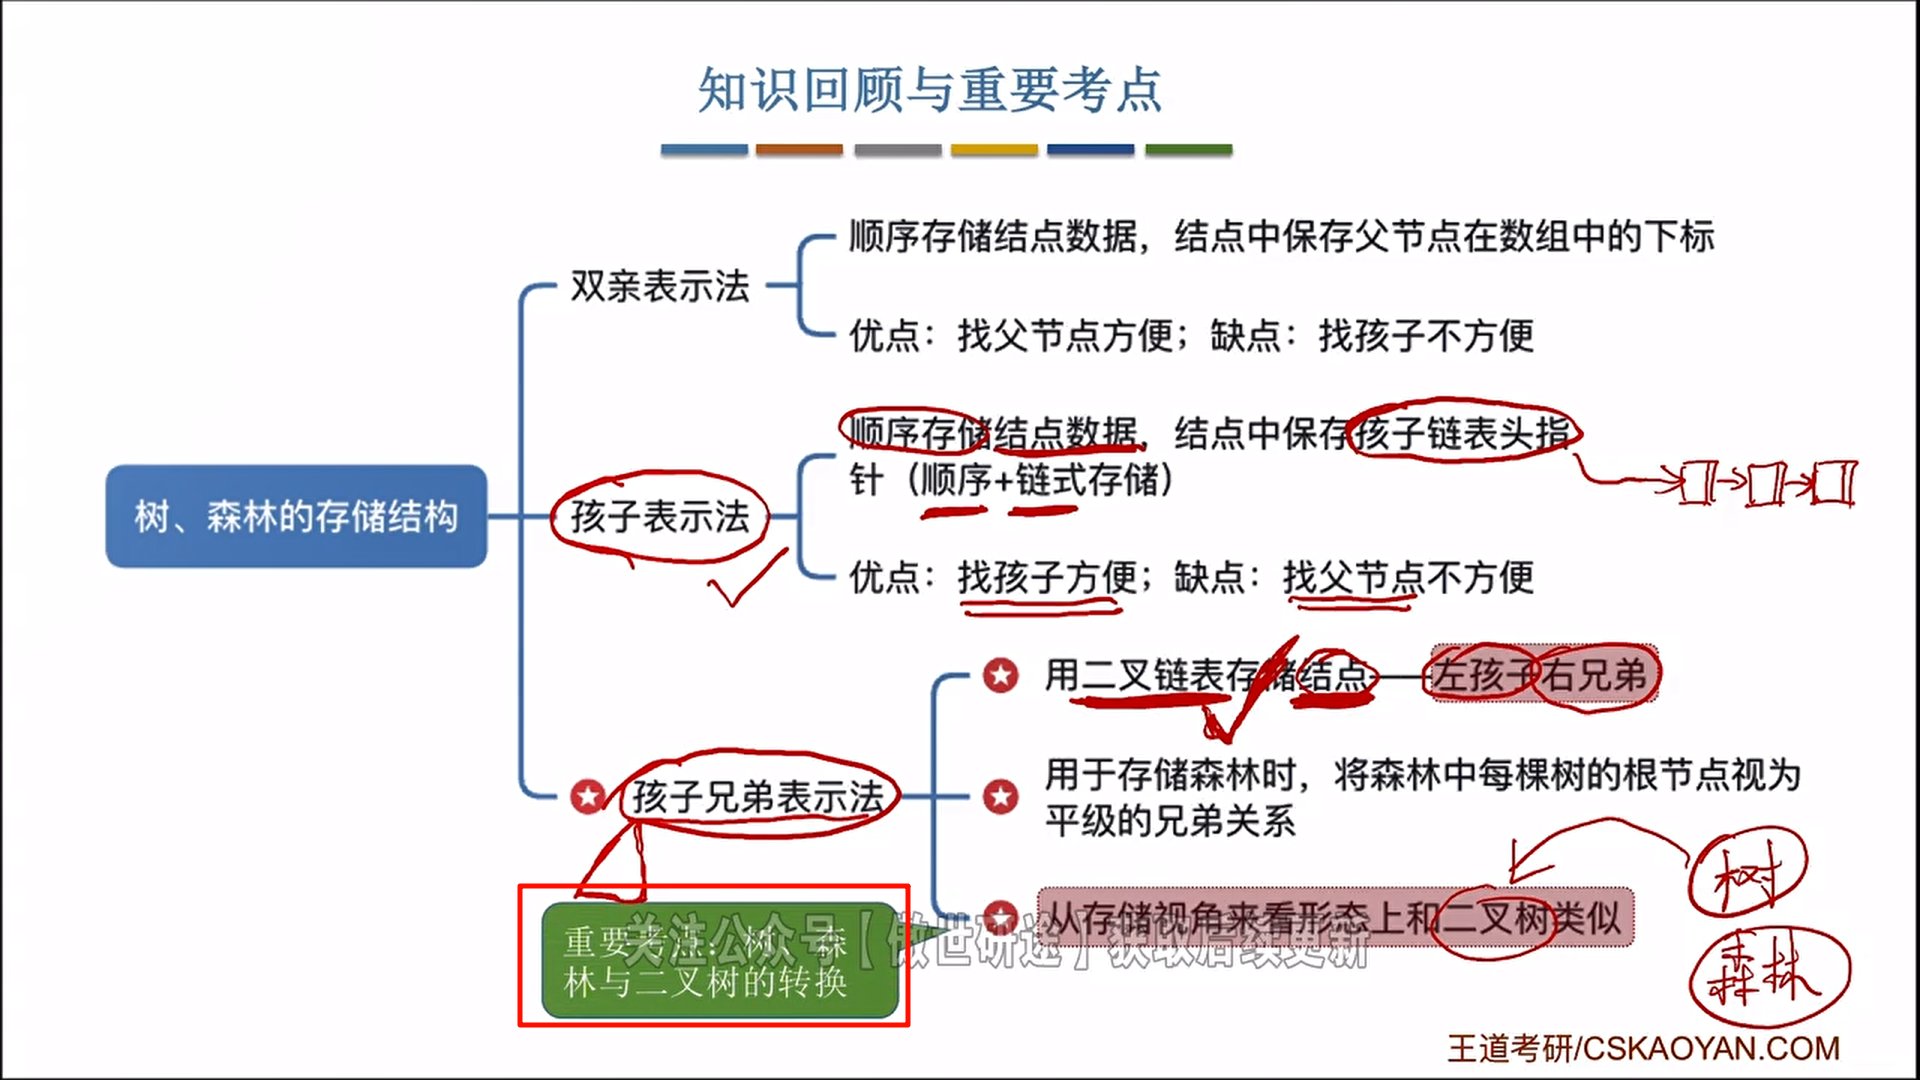 知识回顾与重要考点
树、森林的存储结构
双亲表示法
顺序存储结点数据，结点中保存父节点在数组中的下标
优点：找父节点方便；缺点：找孩子不方便
孩子表示法
顺序存储结点数据，结点中保存孩子链表头指
针（顺序+链式存储）
优点：找孩子方便；缺点：找父节点不方便
孩子兄弟表示法
用二叉链表存储结点
左孩子右兄弟
用于存储森林时，将森林中每棵树的根节点视为
平级的兄弟关系
从存储视角来看形态上和二叉树类似
重要考点：树、森
林与二叉树的转换
关注公众号【傲世研途】获取后续更新
树
森林
王道考研/CSKAOYAN.COM